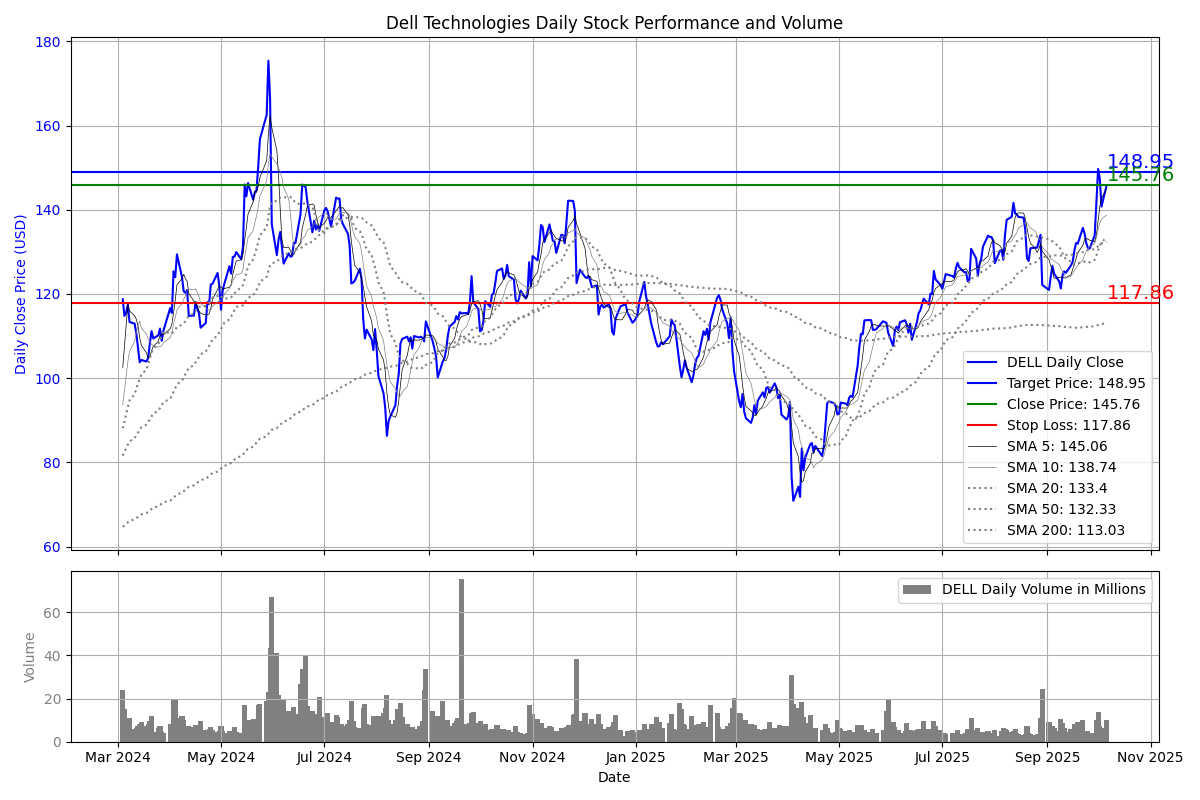 Dell Technologies Daily Stock Performance and Volume
Daily Close Price (USD)
180
160
140
120
100
80
60
148.95
145.76
117.86
DELL Daily Close
Target Price: 148.95
Close Price: 145.76
Stop Loss: 117.86
SMA 5: 145.06
SMA 10: 138.74
SMA 20: 133.4
SMA 50: 132.33
SMA 200: 113.03
Volume
60
40
20
0
DELL Daily Volume in Millions
Mar 2024 May 2024 Jul 2024 Sep 2024 Nov 2024 Jan 2025 Mar 2025 May 2025 Jul 2025 Sep 2025 Nov 2025
Date